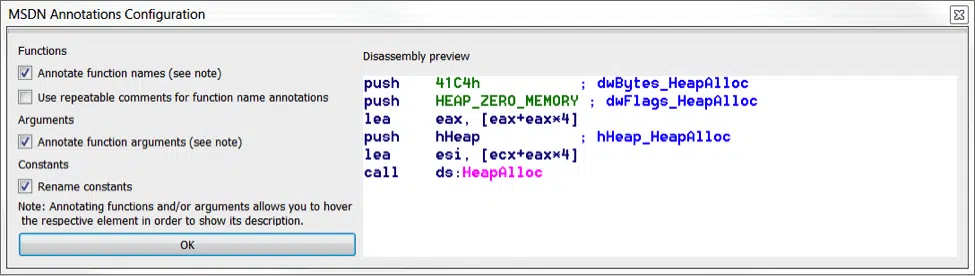 MSDN Annotations Configuration
Functions
Annotate function names (see note)
Use repeatable comments for function name annotations
Arguments
Annotate function arguments (see note)
Constants
Rename constants
Note: Annotating functions and/or arguments allows you to hover
the respective element in order to show its description.
OK
Disassembly preview
push 41C4h ; dwBytes_HeapAlloc
push HEAP_ZERO_MEMORY ; dwFlags_HeapAlloc
lea eax, [eax+eax*4]
push hHeap ; hHeap_HeapAlloc
lea esi, [ecx+eax*4]
call ds:HeapAlloc